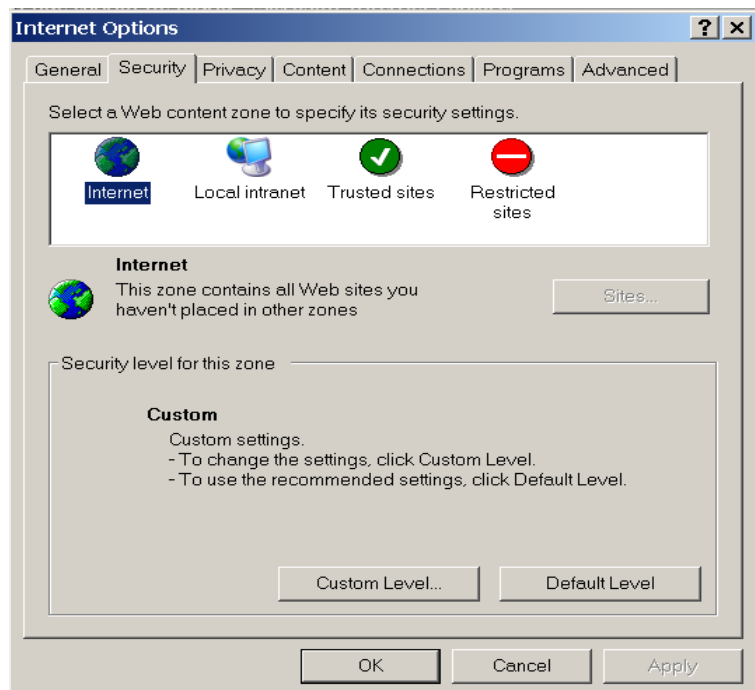 Internet Options
General Security Privacy Content Connections Programs Advanced
Select a Web content zone to specify its security settings.
Internet Local intranet Trusted sites Restricted
sites
Internet
This zone contains all Web sites you
haven't placed in other zones
Sites...
Security level for this zone
Custom
Custom settings.
- To change the settings, click Custom Level.
- To use the recommended settings, click Default Level.
Custom Level... Default Level
OK Cancel Apply